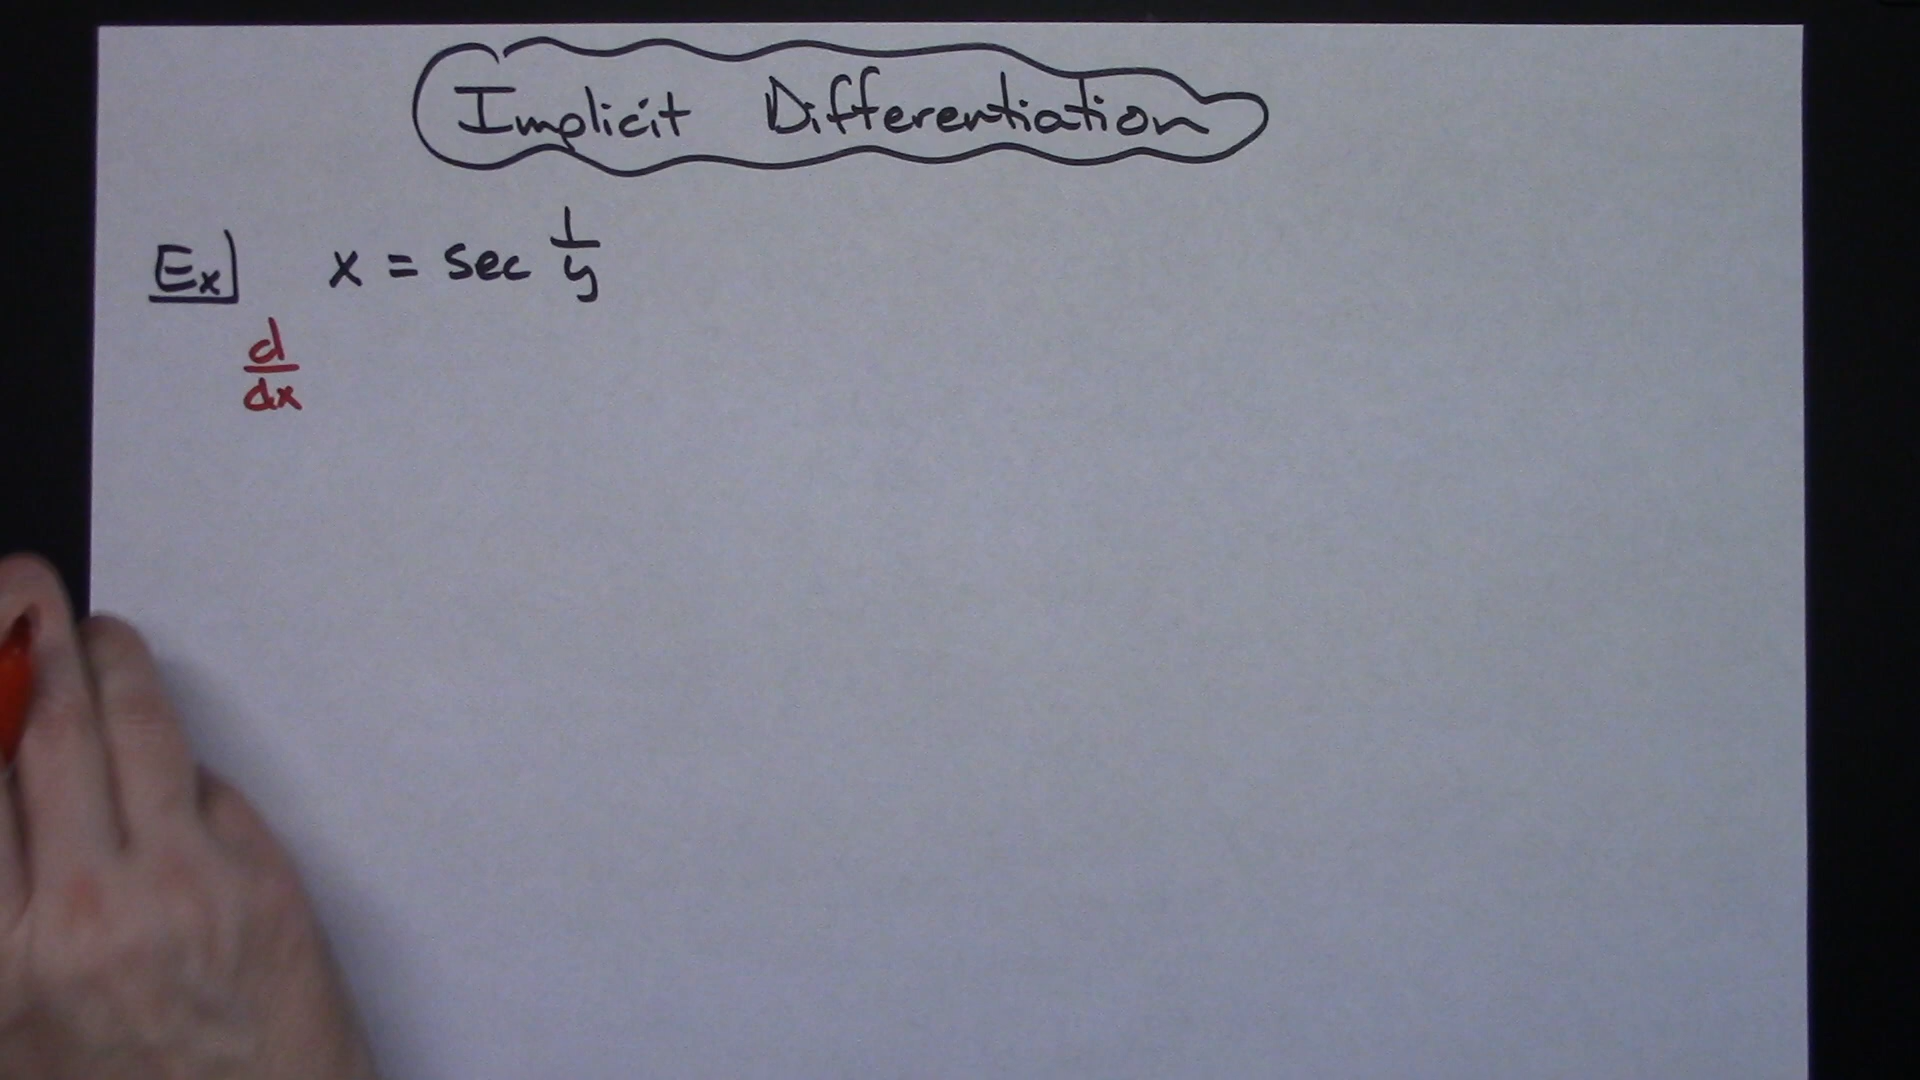 Implicit Differentiation
Ex] x = sec 1/y
d/dx